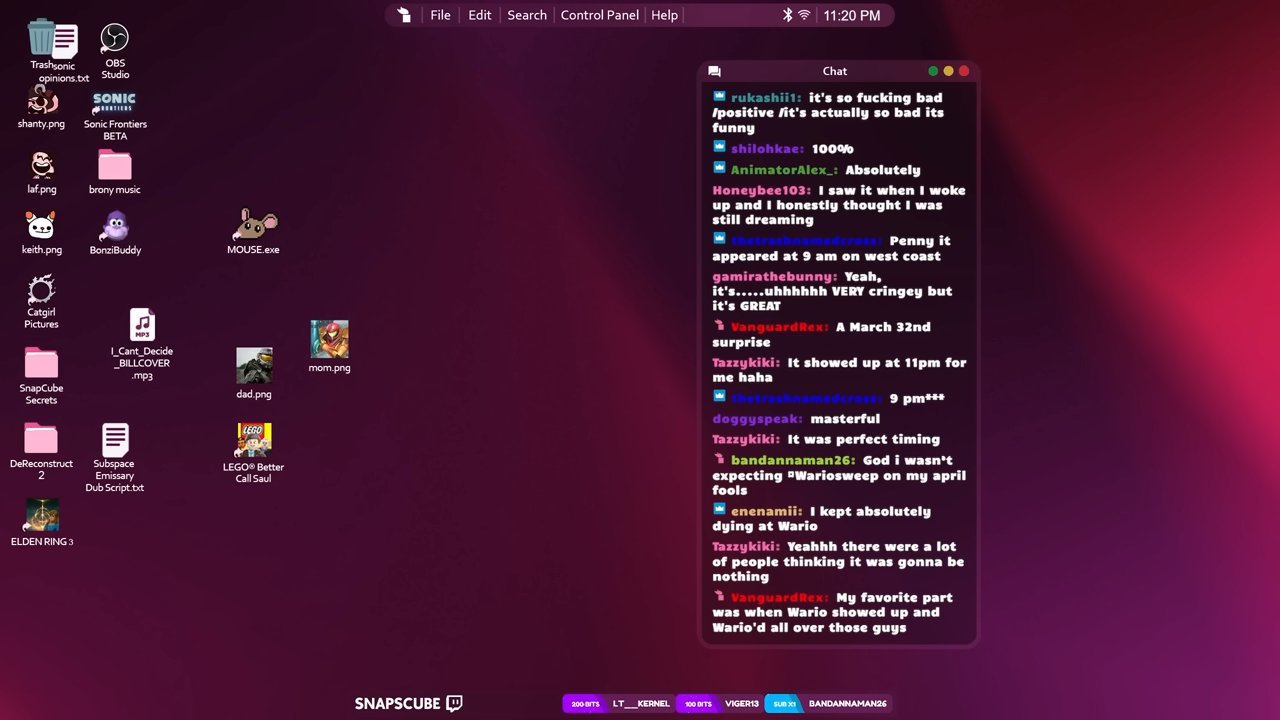 File Edit Search Control Panel Help 11:20 PM
Trash
sonic opinions.txt
OBS Studio
shanty.png
SONIC FRONTIERS
Sonic Frontiers BETA
laf.png
brony music
keith.png
BonziBuddy
MOUSE.exe
Catgirl Pictures
MP3
I_Cant_Decide
_BILLCOVER
.mp3
mom.png
dad.png
SnapCube
Secrets
DeReconstruct
2
Subspace
Emissary
Dub Script.txt
LEGO
LEGO® Better
Call Saul
ELDEN RING 3
Chat
rukashii1: it's so fucking bad
/positive /it's actually so bad its
funny
shilohkae: 100%
AnimatorAlex_: Absolutely
Honeybee103: I saw it when I woke
up and I honestly thought I was
still dreaming
thetrashnamedcross: Penny it
appeared at 9 am on west coast
gamirathebunny: Yeah,
it's.....uhhhhhh VERY cringey but
it's GREAT
VanguardRex: A March 32nd
surprise
Tazzykiki: It showed up at 11pm for
me haha
thetrashnamedcross: 9 pm***
doggyspeak: masterful
Tazzykiki: It was perfect timing
bandannaman26: God i wasn't
expecting ¤Wariosweep on my april
fools
enenamii: I kept absolutely
dying at Wario
Tazzykiki: Yeahhh there were a lot
of people thinking it was gonna be
nothing
VanguardRex: My favorite part
was when Wario showed up and
Wario'd all over those guys
SNAPSCUBE
200 BITS LT___KERNEL 100 BITS VIGER13 SUB X1 BANDANNAMAN26